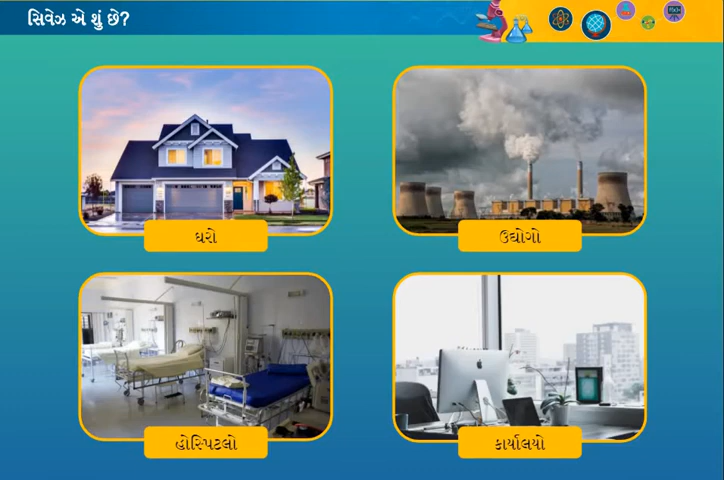 સિવેઝ એ શું છે?
ઘરો
ઉદ્યોગો
હોસ્પિટલો
કાર્યાલયો